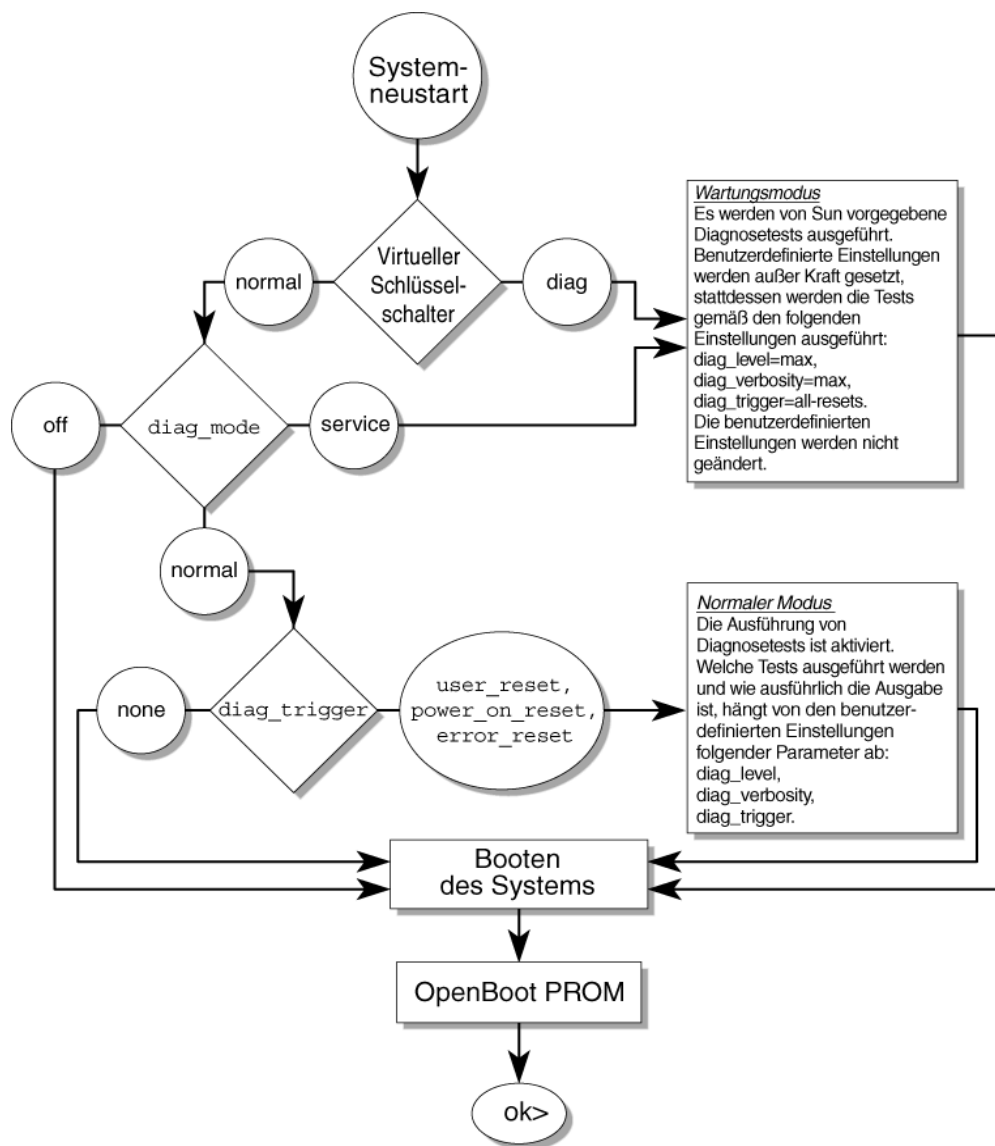 System-
neustart
Wartungsmodus
Es werden von Sun vorgegebene
Diagnosetests ausgeführt.
Benutzerdefinierte Einstellungen
werden außer Kraft gesetzt,
stattdessen werden die Tests
gemäß den folgenden
Einstellungen ausgeführt:
diag_level=max,
diag_verbosity=max,
diag_trigger=all-resets.
Die benutzerdefinierten
Einstellungen werden nicht
geändert.
normal
Virtueller
Schlüssel-
schalter
diag
off
diag_mode
service
normal
none
diag_trigger
user_reset,
power_on_reset,
error_reset
Normaler Modus
Die Ausführung von
Diagnosetests ist aktiviert.
Welche Tests ausgeführt werden
und wie ausführlich die Ausgabe
ist, hängt von den benutzer-
definierten Einstellungen
folgender Parameter ab:
diag_level,
diag_verbosity,
diag_trigger.
Booten
des Systems
OpenBoot PROM
ok>